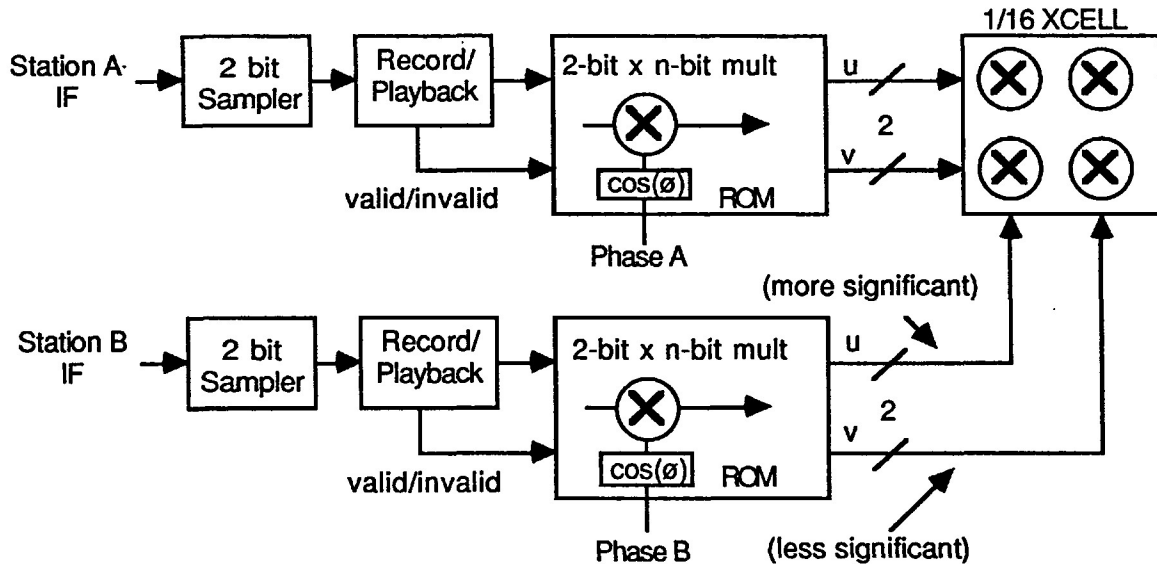 1/16 XCELL
Station A·
IF
2 bit
Sampler
Record/
Playback
valid/invalid
2-bit x n-bit mult
cos(ø)
ROM
Phase A
u
2
v
(more significant)
Station B
IF
2 bit
Sampler
Record/
Playback
valid/invalid
2-bit x n-bit mult
cos(ø)
ROM
Phase B
u
2
v
(less significant)